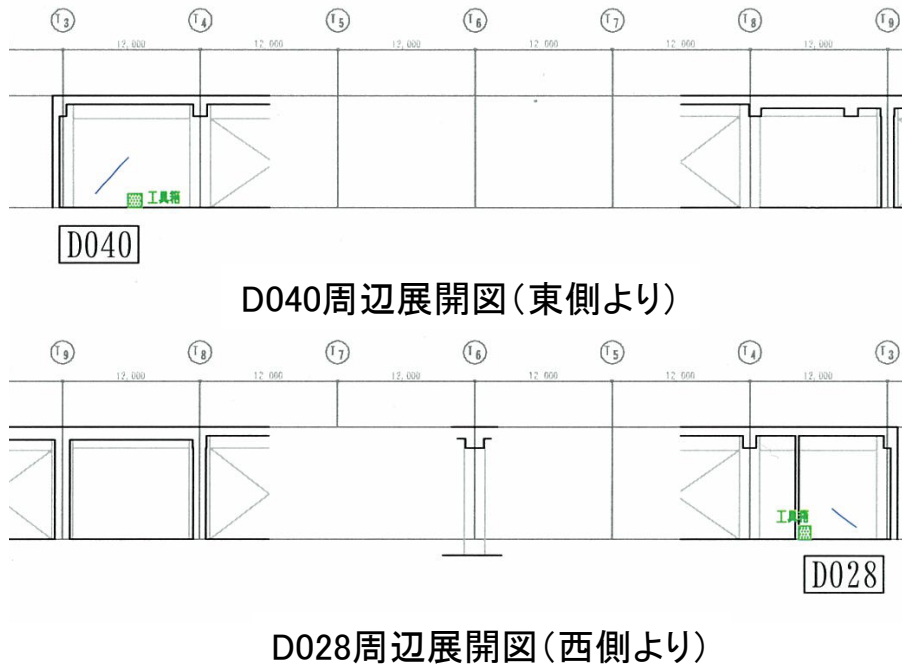 T3 T4 T5 T6 T7 T8 T9
12,000 12,000 12,000 12,000 12,000 12,000
工具箱
D040
D040周辺展開図(東側より)
T9 T8 T7 T6 T5 T4 T3
12,000 12,000 12,000 12,000 12,000 12,000
工具箱
D028
D028周辺展開図(西側より)